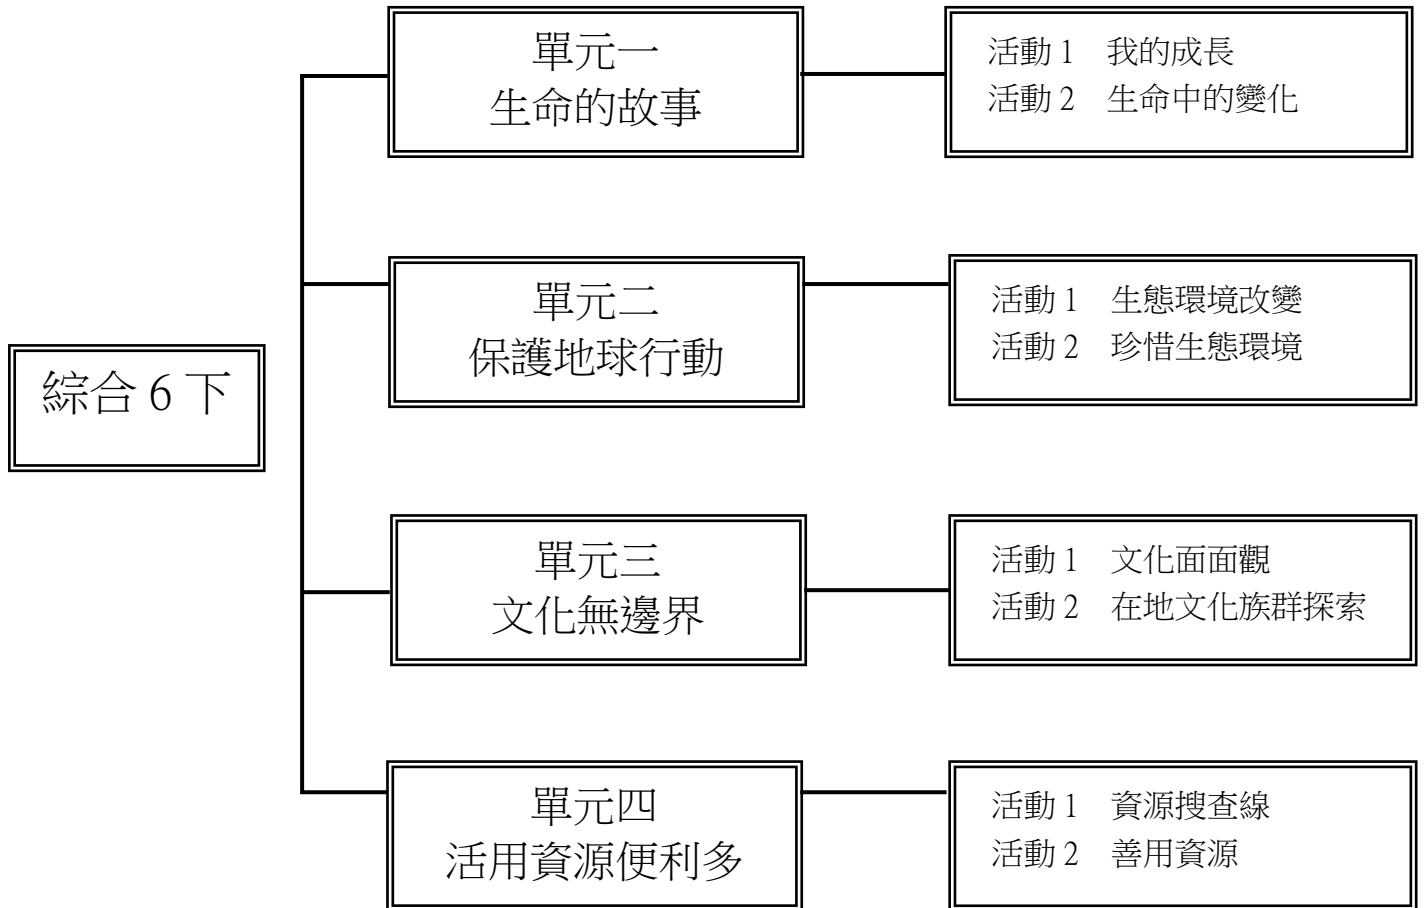 單元一
生命的故事
活動 1　我的成長
活動 2　生命中的變化
單元二
保護地球行動
活動 1　生態環境改變
活動 2　珍惜生態環境
綜合 6 下
單元三
文化無邊界
活動 1　文化面面觀
活動 2　在地文化族群探索
單元四
活用資源便利多
活動 1　資源搜查線
活動 2　善用資源